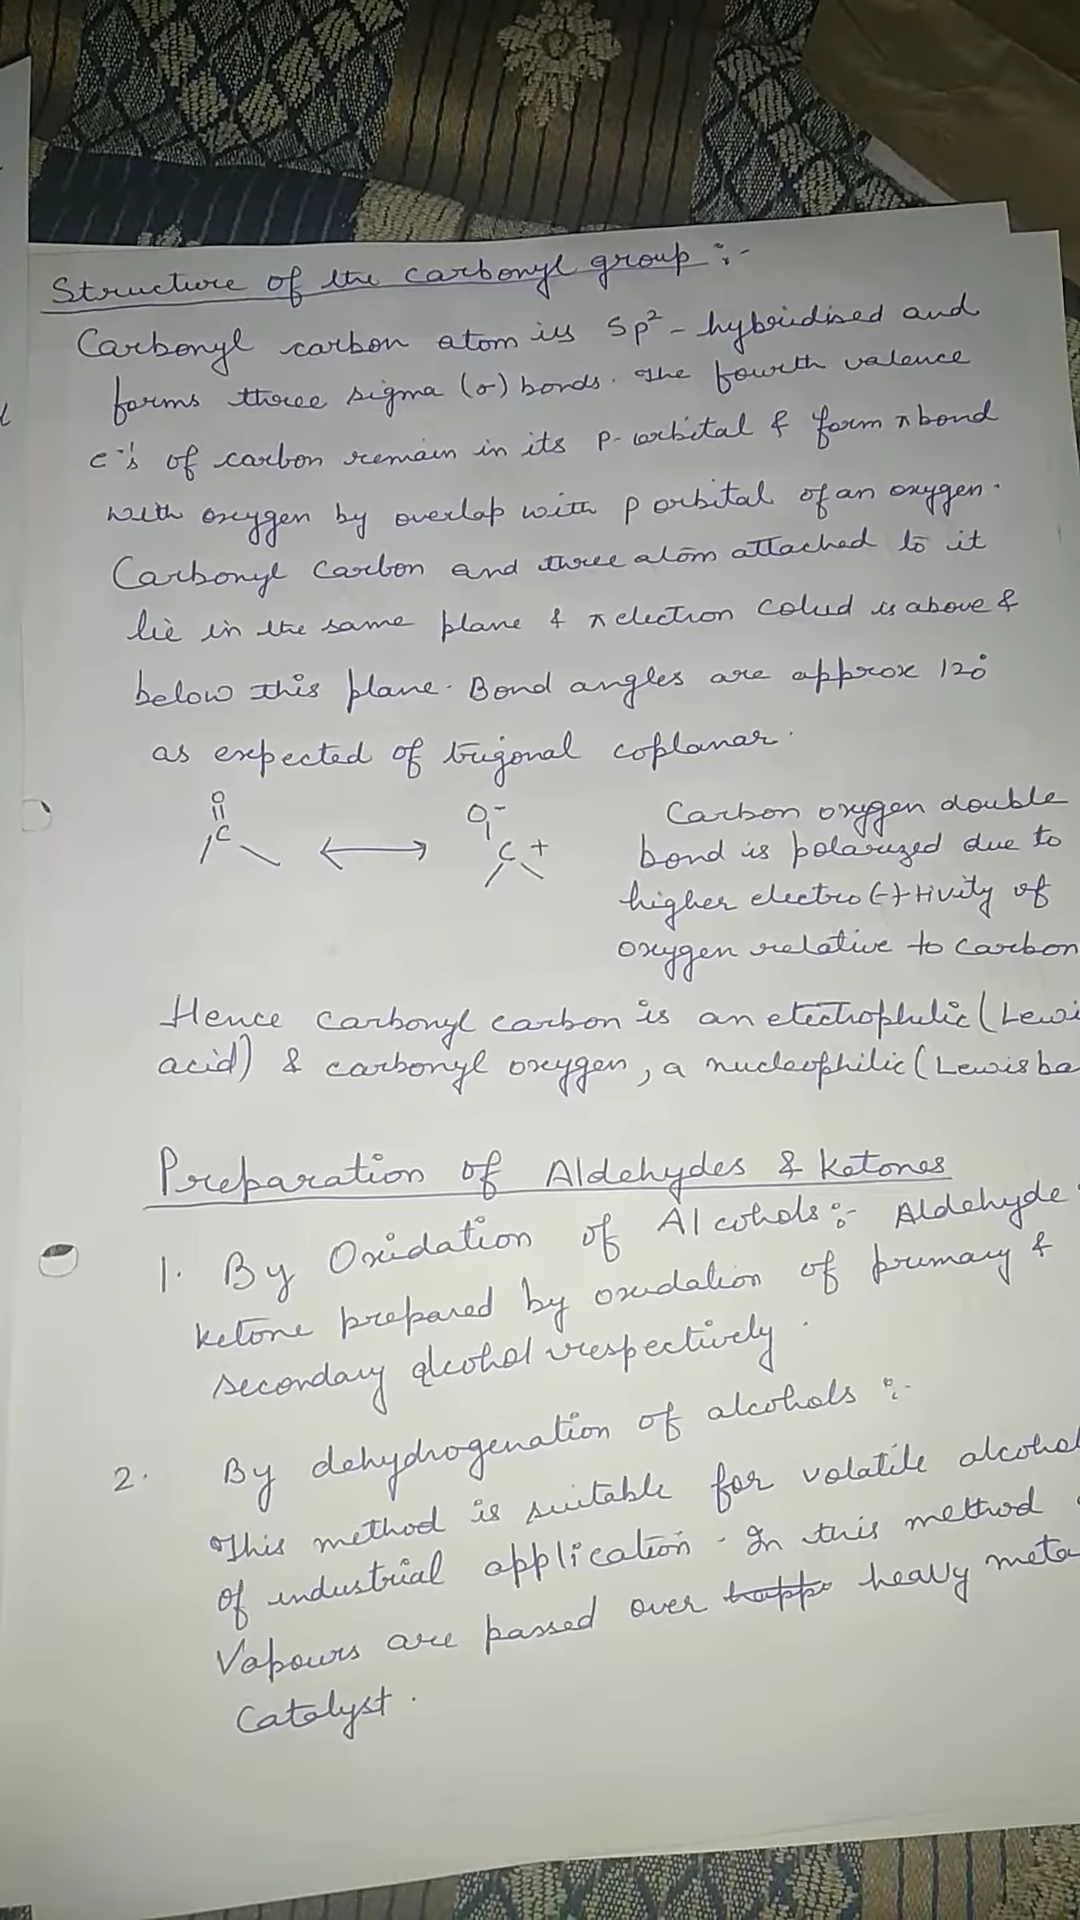 Structure of the carbonyl group :-
Carbonyl carbon atom is Sp² - hybridised and
forms three sigma (σ) bonds. The fourth valence
e-'s of carbon remain in its p-orbital & form π bond
with oxygen by overlap with p orbital of an oxygen.
Carbonyl carbon and three atom attached to it
lie in the same plane & π electron colud is above &
below this plane. Bond angles are approx 120°
as expected of trigonal coplanar.
O
C
O-
C +
Carbon oxygen double
bond is polarized due to
higher electro(-)tivity of
oxygen relative to carbon
Hence carbonyl carbon is an electrophilic (Lewi
acid) & carbonyl oxygen, a nucleophilic (Lewis ba
Preparation of Aldehydes & ketones
1. By Oxidation of Alcohols :- Aldehyde
ketone prepared by oxidation of primary &
secondary alcohol respectively.
2. By dehydrogenation of alcohols :-
This method is suitable for volatile alcohol
of industrial application. In this method
Vapours are passed over heavy meta
Catalyst.